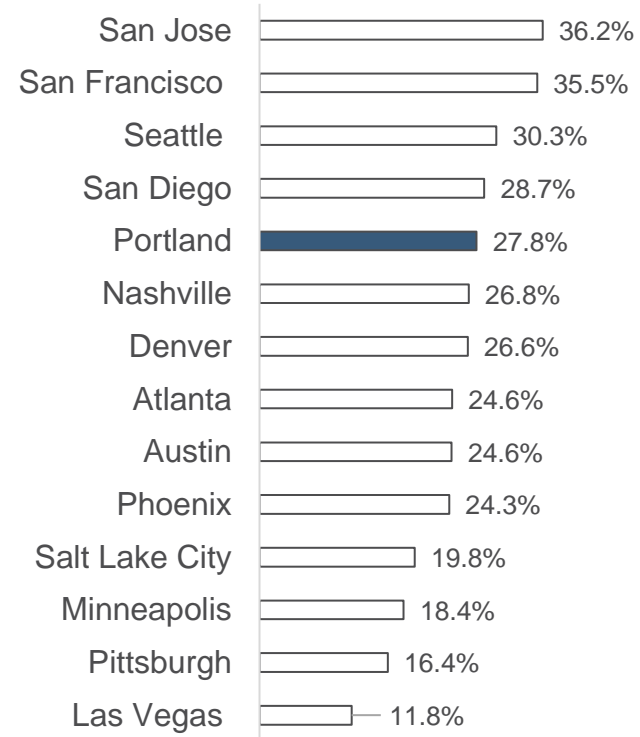 San Jose 36.2%
San Francisco 35.5%
Seattle 30.3%
San Diego 28.7%
Portland 27.8%
Nashville 26.8%
Denver 26.6%
Atlanta 24.6%
Austin 24.6%
Phoenix 24.3%
Salt Lake City 19.8%
Minneapolis 18.4%
Pittsburgh 16.4%
Las Vegas 11.8%